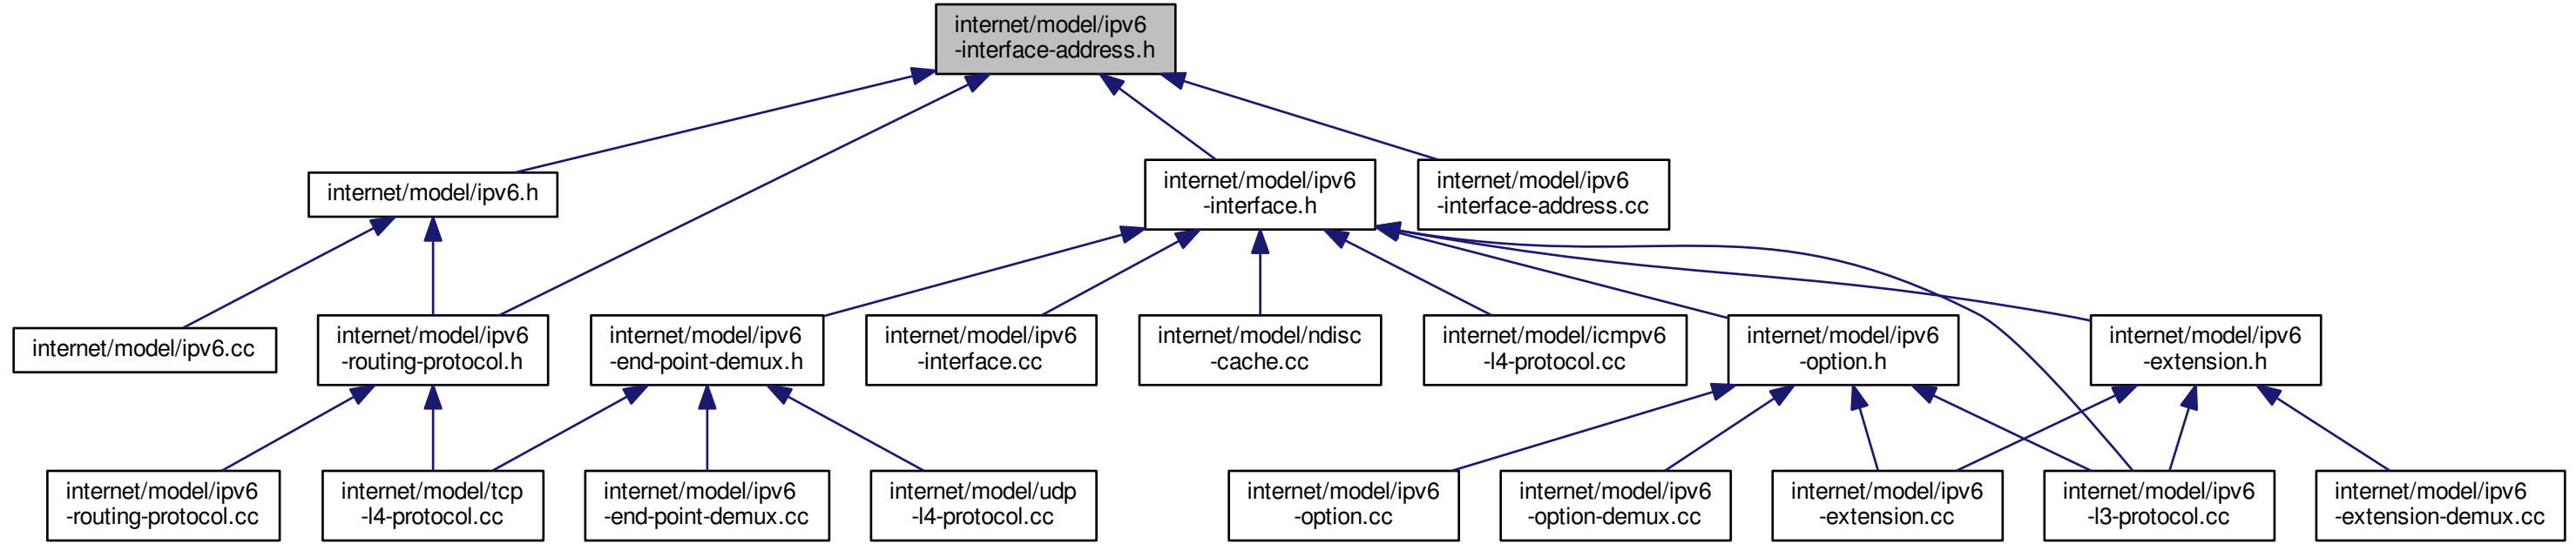 internet/model/ipv6
-interface-address.h
internet/model/ipv6.h
internet/model/ipv6
-interface.h
internet/model/ipv6
-interface-address.cc
internet/model/ipv6.cc
internet/model/ipv6
-routing-protocol.h
internet/model/ipv6
-end-point-demux.h
internet/model/ipv6
-interface.cc
internet/model/ndisc
-cache.cc
internet/model/icmpv6
-l4-protocol.cc
internet/model/ipv6
-option.h
internet/model/ipv6
-extension.h
internet/model/ipv6
-routing-protocol.cc
internet/model/tcp
-l4-protocol.cc
internet/model/ipv6
-end-point-demux.cc
internet/model/udp
-l4-protocol.cc
internet/model/ipv6
-option.cc
internet/model/ipv6
-option-demux.cc
internet/model/ipv6
-extension.cc
internet/model/ipv6
-l3-protocol.cc
internet/model/ipv6
-extension-demux.cc